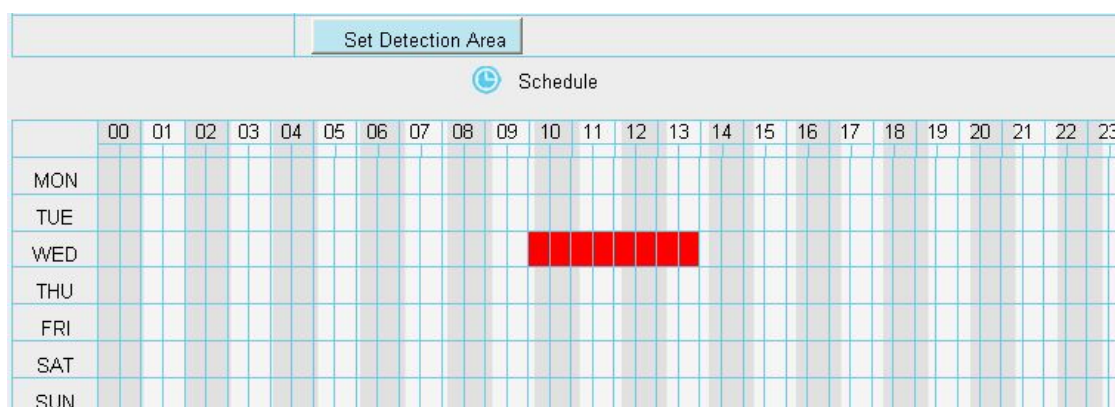 Set Detection Area
Schedule
00 01 02 03 04 05 06 07 08 09 10 11 12 13 14 15 16 17 18 19 20 21 22 23
MON
TUE
WED
THU
FRI
SAT
SUN